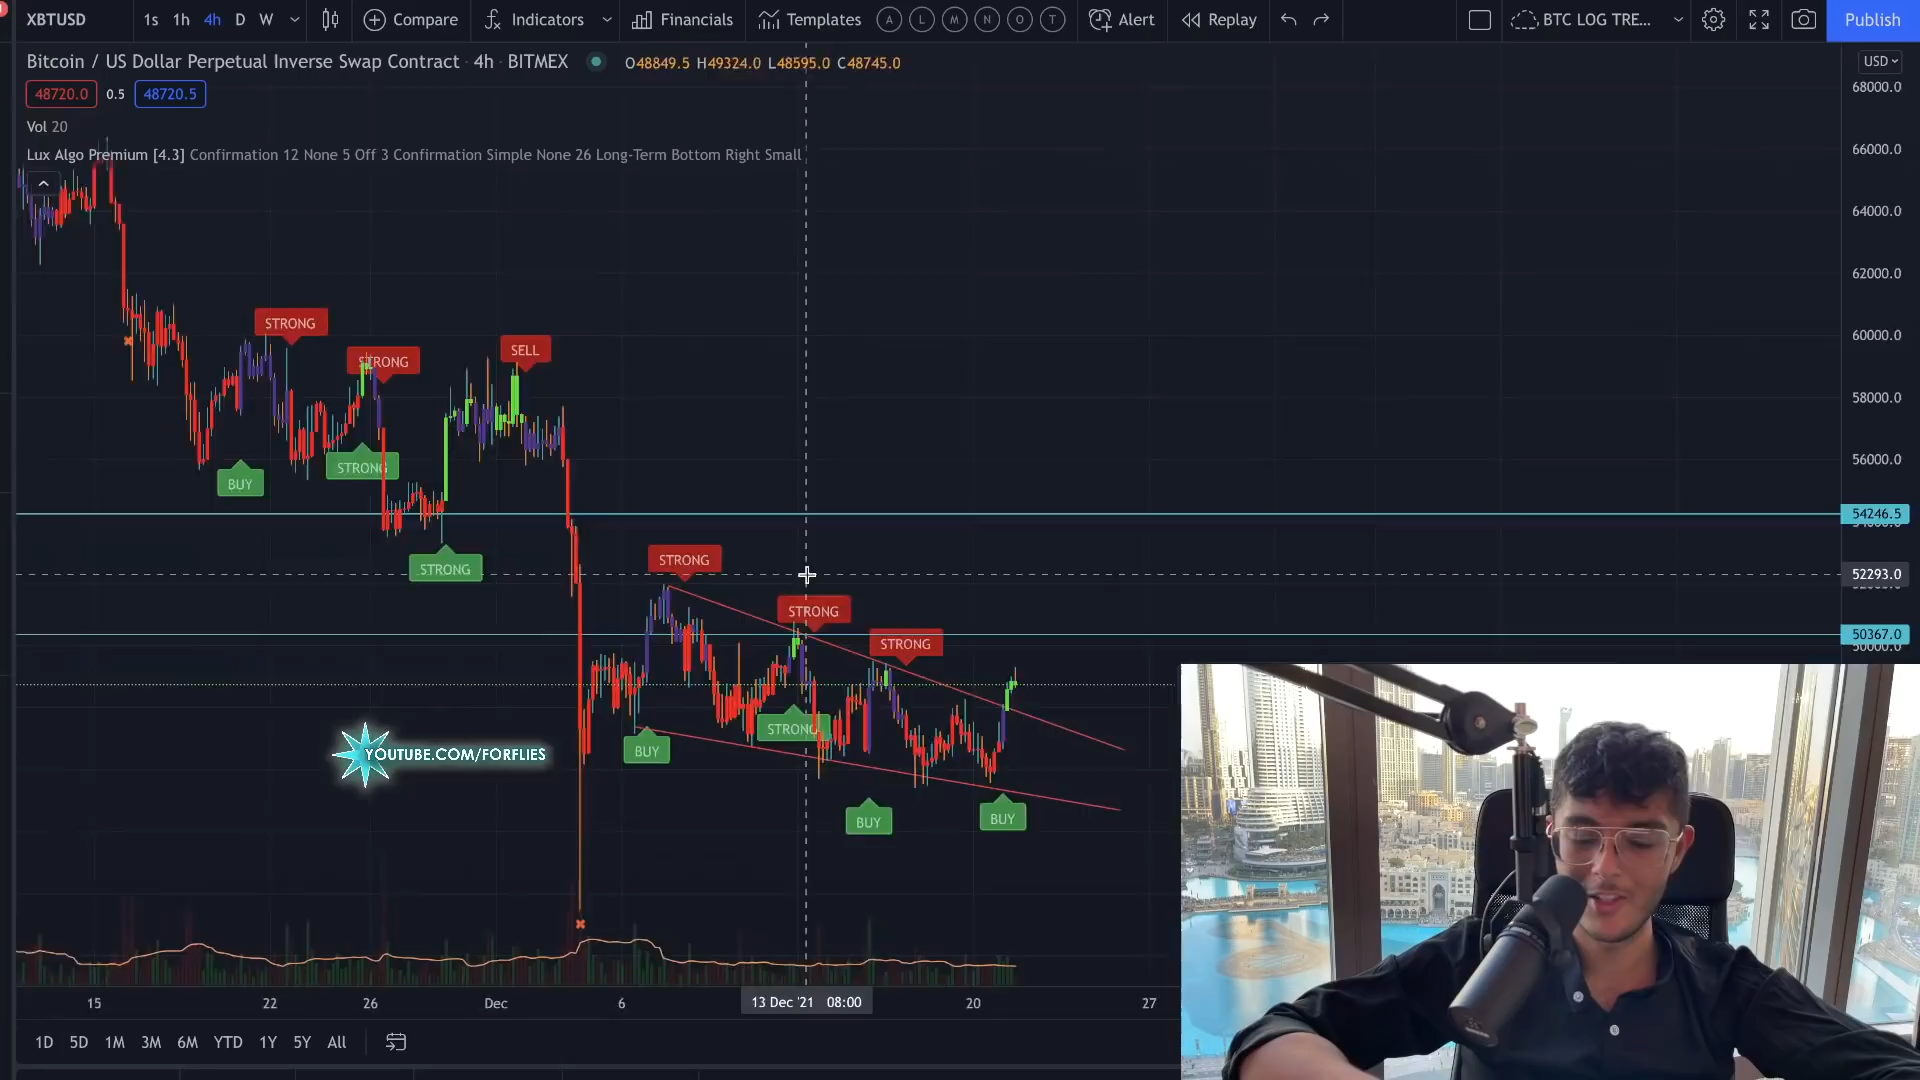 XBTUSD 1s 1h 4h D W Compare Indicators Financials Templates A L M N O T Alert Replay BTC LOG TRE... Publish
Bitcoin / US Dollar Perpetual Inverse Swap Contract · 4h · BITMEX O48849.5 H49324.0 L48595.0 C48745.0 USD
68000.0
48720.0 0.5 48720.5
Vol 20
66000.0
Lux Algo Premium [4.3] Confirmation 12 None 5 Off 3 Confirmation Simple None 26 Long-Term Bottom Right Small
64000.0
62000.0
STRONG
60000.0
STRONG SELL
58000.0
56000.0
STRONG
BUY
54246.5
STRONG STRONG
52293.0
STRONG
50367.0
STRONG
50000.0
STRONG
BUY
YOUTUBE.COM/FORFLIES
BUY BUY
15 22 26 Dec 6 13 Dec '21 08:00 20 27
1D 5D 1M 3M 6M YTD 1Y 5Y All